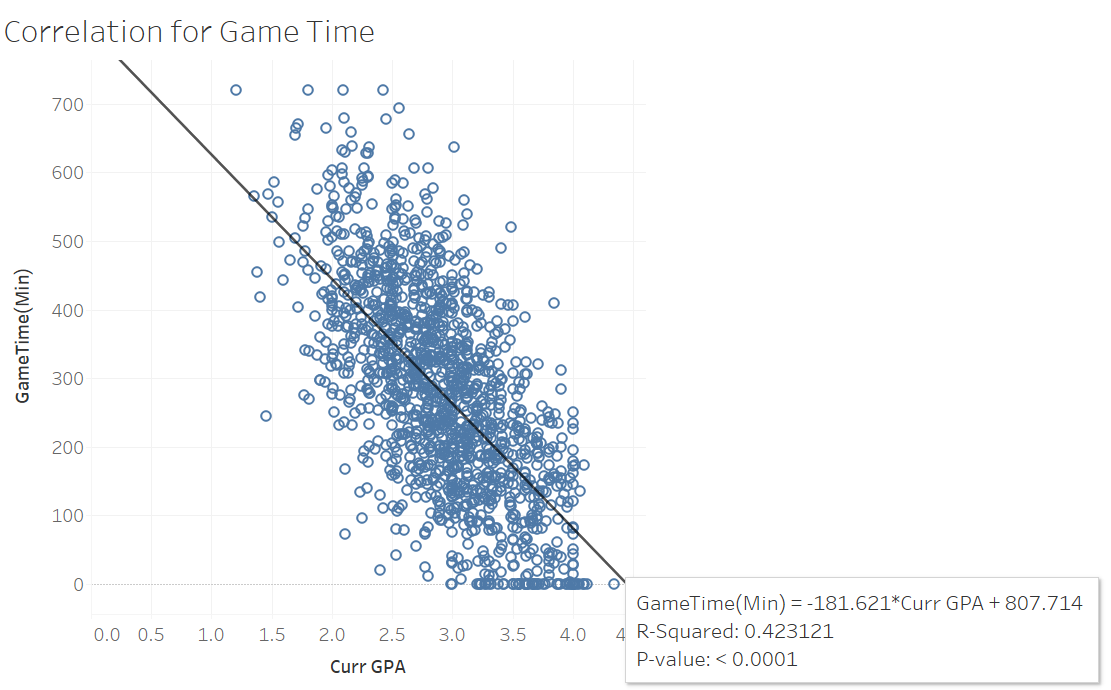 Correlation for Game Time
700
600
500
400
300
200
100
0
GameTime(Min)
0.0 0.5 1.0 1.5 2.0 2.5 3.0 3.5 4.0 4
Curr GPA
GameTime(Min) = -181.621*Curr GPA + 807.714
R-Squared: 0.423121
P-value: < 0.0001